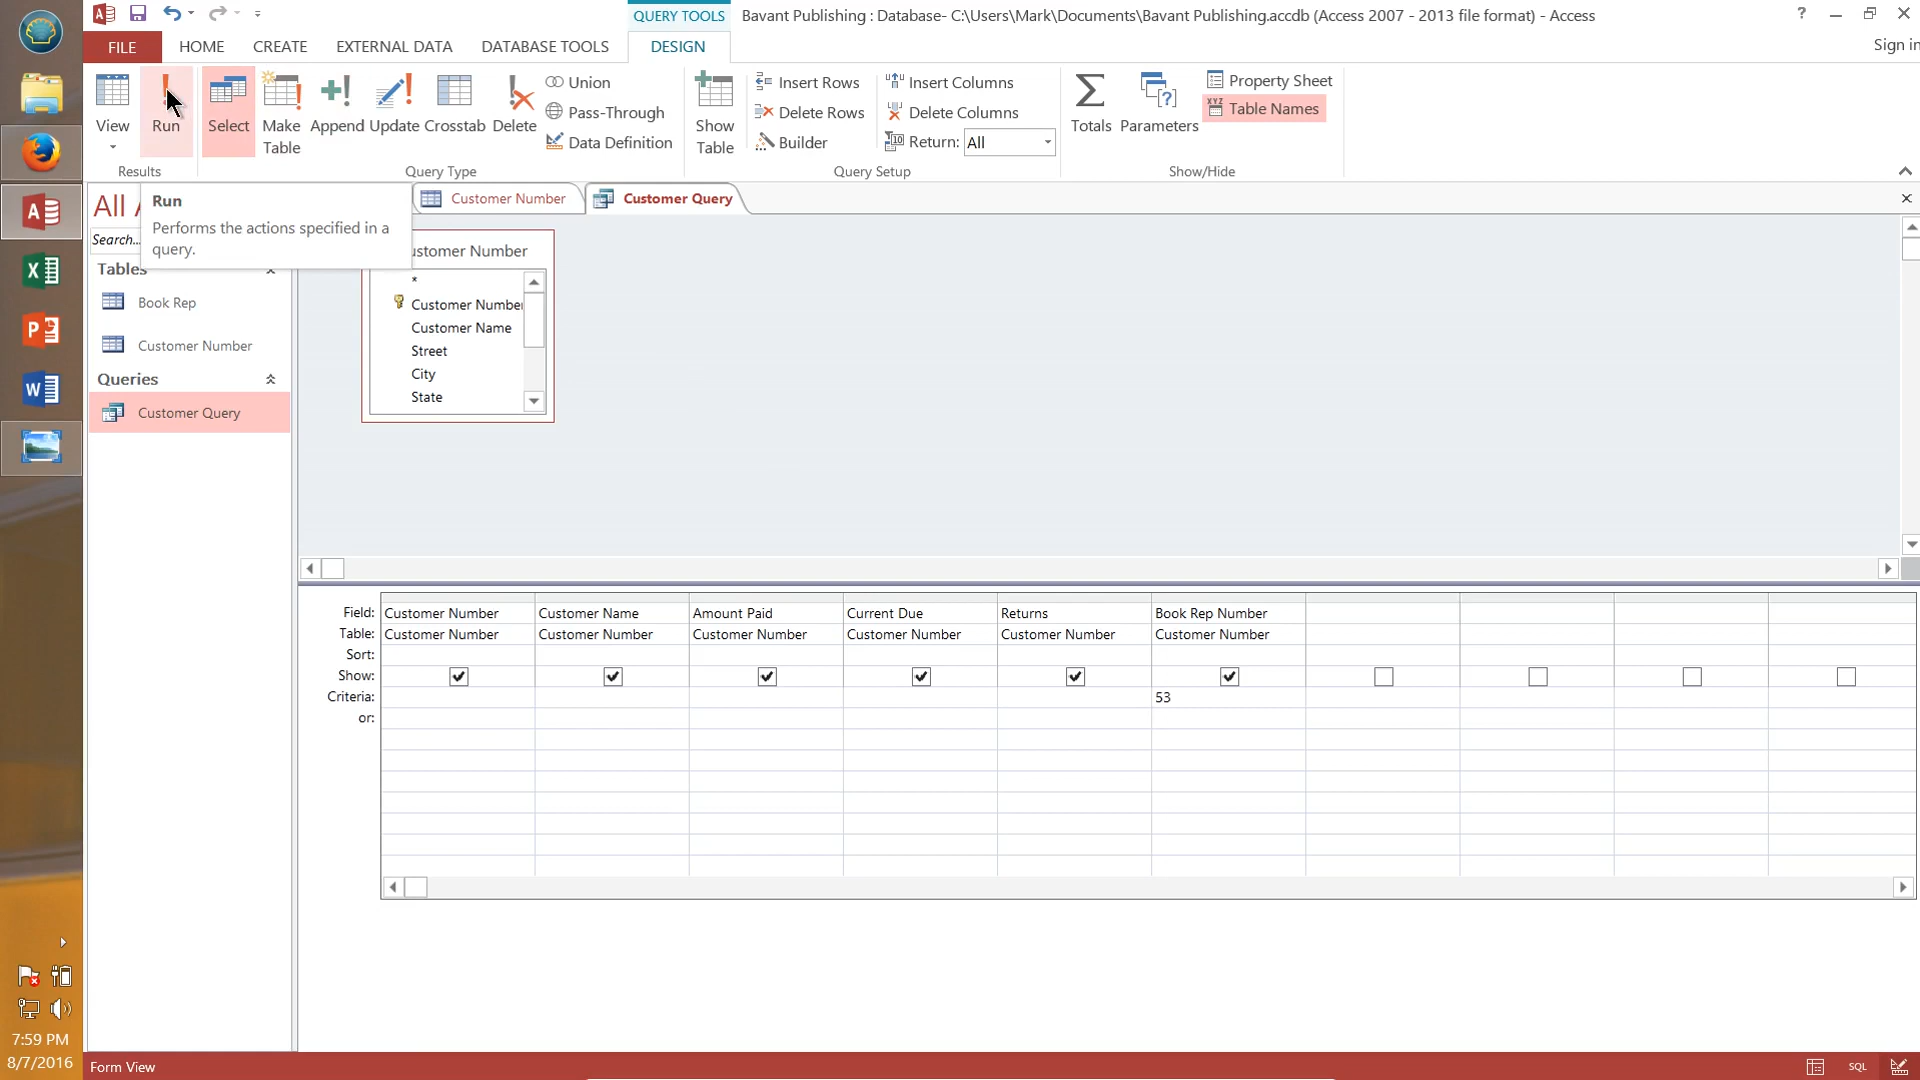 QUERY TOOLS
Bavant Publishing : Database- C:\Users\Mark\Documents\Bavant Publishing.accdb (Access 2007 - 2013 file format) - Access
?
FILE
HOME
CREATE
EXTERNAL DATA
DATABASE TOOLS
DESIGN
Sign in
View
Run
Select
Make Table
Append
Update
Crosstab
Delete
Union
Pass-Through
Data Definition
Show Table
Insert Rows
Delete Rows
Builder
Insert Columns
Delete Columns
Return: All
Totals
Parameters
Property Sheet
Table Names
Results
Query Type
Query Setup
Show/Hide
All
Run
Performs the actions specified in a
query.
Customer Number
Customer Query
Search...
Tables
Book Rep
Customer Number
Queries
Customer Query
ustomer Number
*
Customer Number
Customer Name
Street
City
State
Field: Customer Number Customer Name Amount Paid Current Due Returns Book Rep Number
Table: Customer Number Customer Number Customer Number Customer Number Customer Number Customer Number
Sort:
Show:
Criteria: 53
or:
7:59 PM
8/7/2016
Form View
SQL